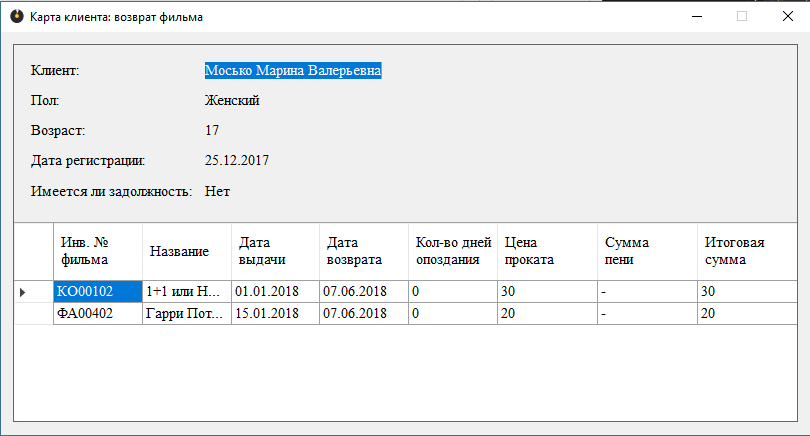 Карта клиента: возврат фильма
Клиент: Мосько Марина Валерьевна
Пол: Женский
Возраст: 17
Дата регистрации: 25.12.2017
Имеется ли задолжность: Нет
Инв. № фильма Название Дата выдачи Дата возврата Кол-во дней опоздания Цена проката Сумма пени Итоговая сумма
КО00102 1+1 или Н... 01.01.2018 07.06.2018 0 30 - 30
ФА00402 Гарри Пот... 15.01.2018 07.06.2018 0 20 - 20